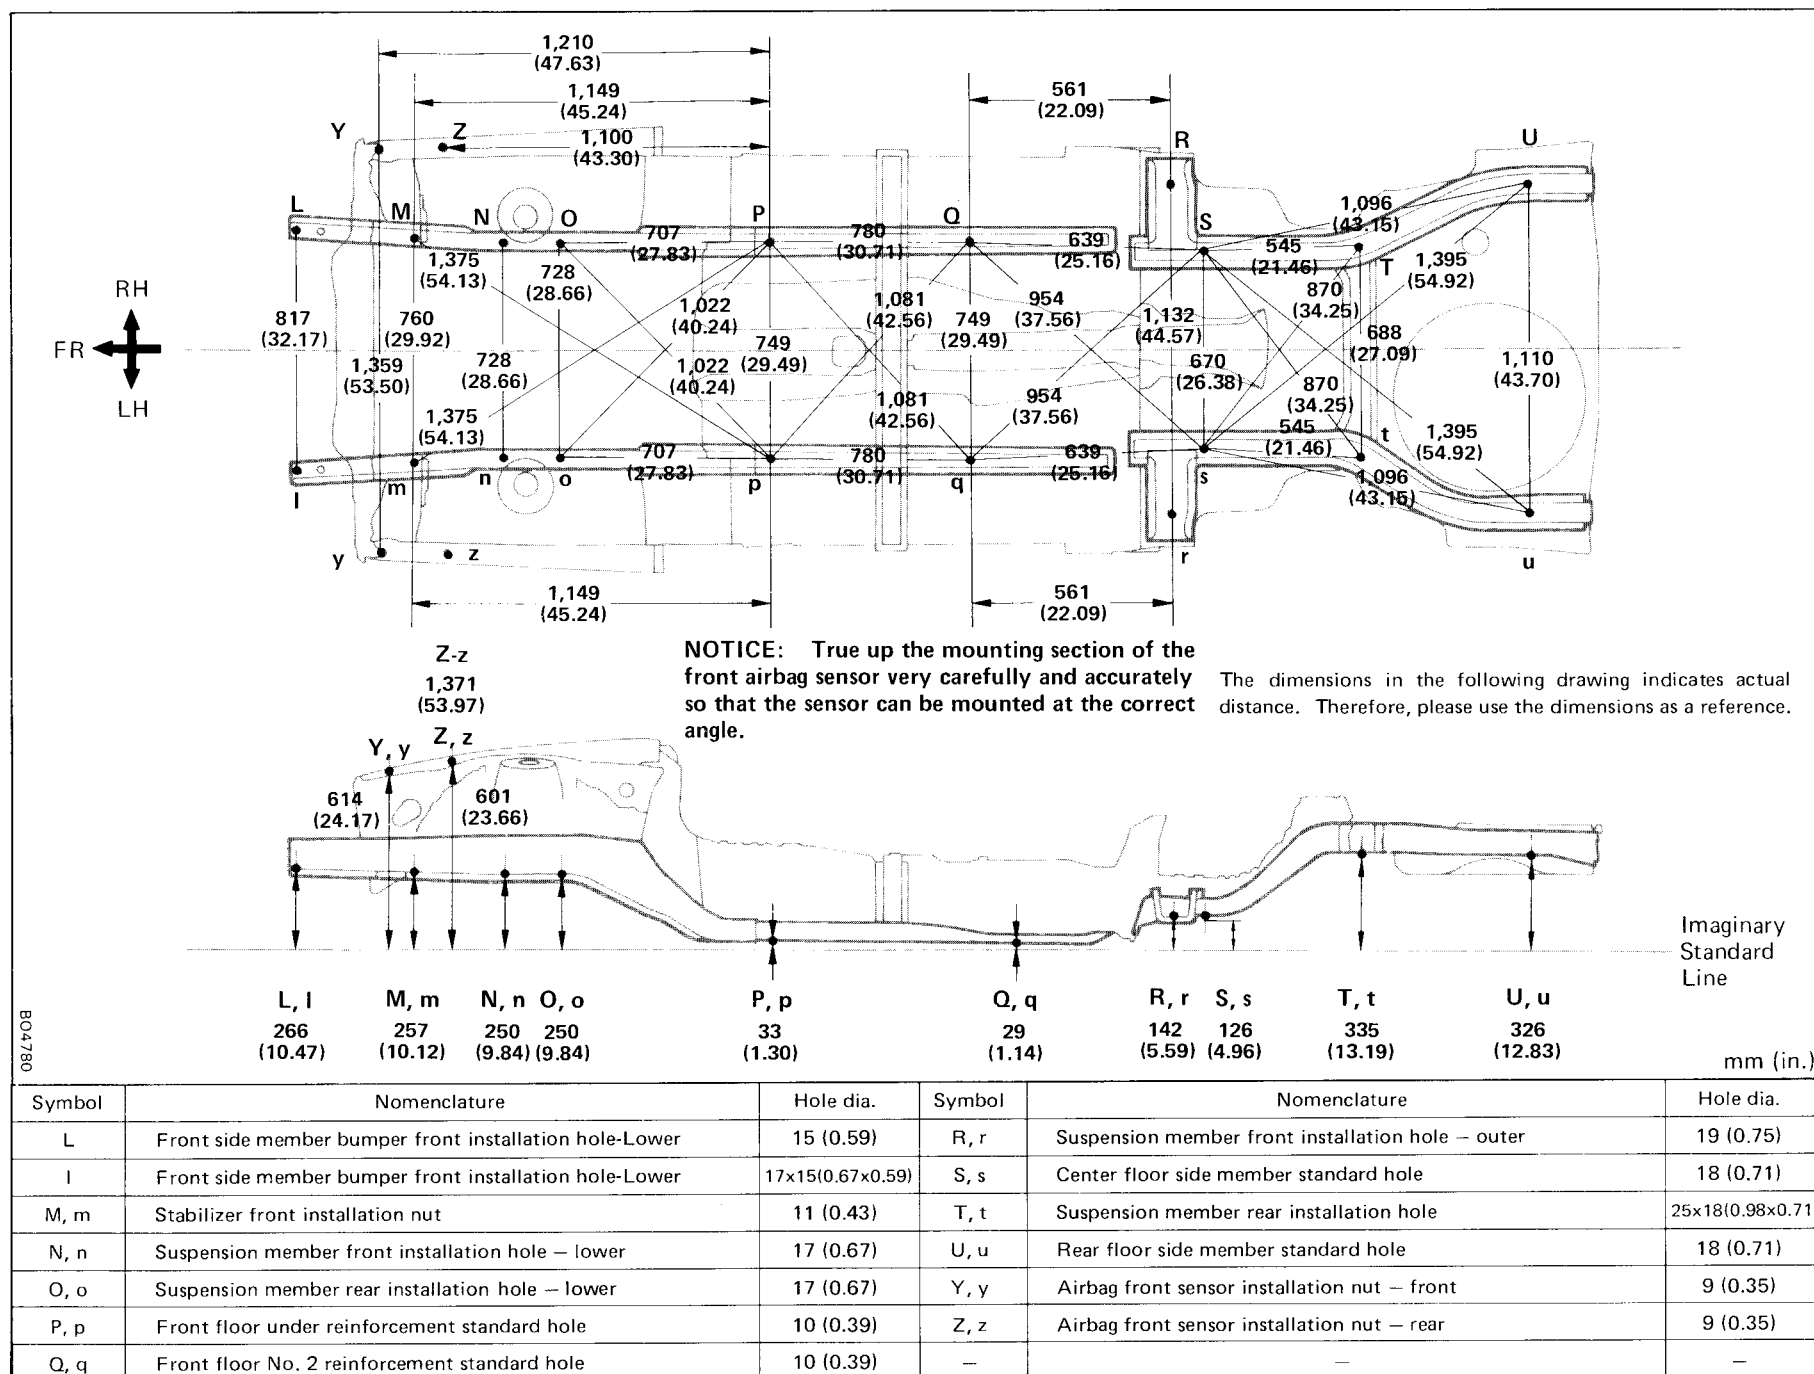 1,210
(47.63)
1,149
(45.24)
561
(22.09)
Y
Z
1,100
(43.30)
R
U
L
M
N
O
P
Q
S
1,096
(43.15)
707
(27.83)
780
(30.71)
639
(25.16)
545
(21.46)
T
1,375
(54.13)
728
(28.66)
1,395
(54.92)
RH
FR
LH
817
(32.17)
760
(29.92)
1,022
(40.24)
1,081
(42.56)
954
(37.56)
870
(34.25)
1,132
(44.57)
749
(29.49)
749
(29.49)
688
(27.09)
1,359
(53.50)
728
(28.66)
1,022
(40.24)
670
(26.38)
1,110
(43.70)
870
(34.25)
1,081
(42.56)
954
(37.56)
1,375
(54.13)
545
(21.46)
t
1,395
(54.92)
707
(27.83)
780
(30.71)
639
(25.16)
l
m
n
o
p
q
s
1,096
(43.15)
y
z
r
u
1,149
(45.24)
561
(22.09)
NOTICE: True up the mounting section of the
front airbag sensor very carefully and accurately
so that the sensor can be mounted at the correct
angle.
The dimensions in the following drawing indicates actual
distance. Therefore, please use the dimensions as a reference.
Z-z
1,371
(53.97)
Y, y
Z, z
614
(24.17)
601
(23.66)
Imaginary
Standard
Line
L, l M, m N, n O, o P, p Q, q R, r S, s T, t U, u
266 257 250 250 33 29 142 126 335 326
(10.47) (10.12) (9.84) (9.84) (1.30) (1.14) (5.59) (4.96) (13.19) (12.83)
BO4780
mm (in.)
Symbol Nomenclature Hole dia. Symbol Nomenclature Hole dia.
L Front side member bumper front installation hole-Lower 15 (0.59) R, r Suspension member front installation hole – outer 19 (0.75)
l Front side member bumper front installation hole-Lower 17x15(0.67x0.59) S, s Center floor side member standard hole 18 (0.71)
M, m Stabilizer front installation nut 11 (0.43) T, t Suspension member rear installation hole 25x18(0.98x0.71
N, n Suspension member front installation hole – lower 17 (0.67) U, u Rear floor side member standard hole 18 (0.71)
O, o Suspension member rear installation hole – lower 17 (0.67) Y, y Airbag front sensor installation nut – front 9 (0.35)
P, p Front floor under reinforcement standard hole 10 (0.39) Z, z Airbag front sensor installation nut – rear 9 (0.35)
Q, q Front floor No. 2 reinforcement standard hole 10 (0.39) – – –